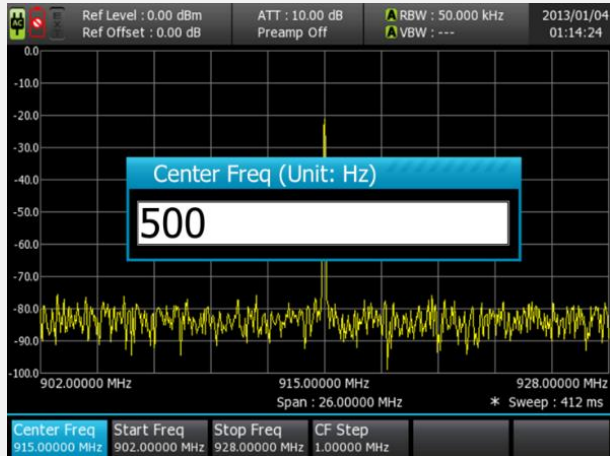 AC
EXT
Ref Level : 0.00 dBm
Ref Offset : 0.00 dB
ATT : 10.00 dB
Preamp Off
A RBW : 50.000 kHz
A VBW : ---
2013/01/04
01:14:24
0.0
-10.0
-20.0
-30.0
-40.0
-50.0
-60.0
-70.0
-80.0
-90.0
-100.0
Center Freq (Unit: Hz)
500
902.00000 MHz
915.00000 MHz
928.00000 MHz
Span : 26.00000 MHz
* Sweep : 412 ms
Center Freq
915.00000 MHz
Start Freq
902.00000 MHz
Stop Freq
928.00000 MHz
CF Step
1.00000 MHz